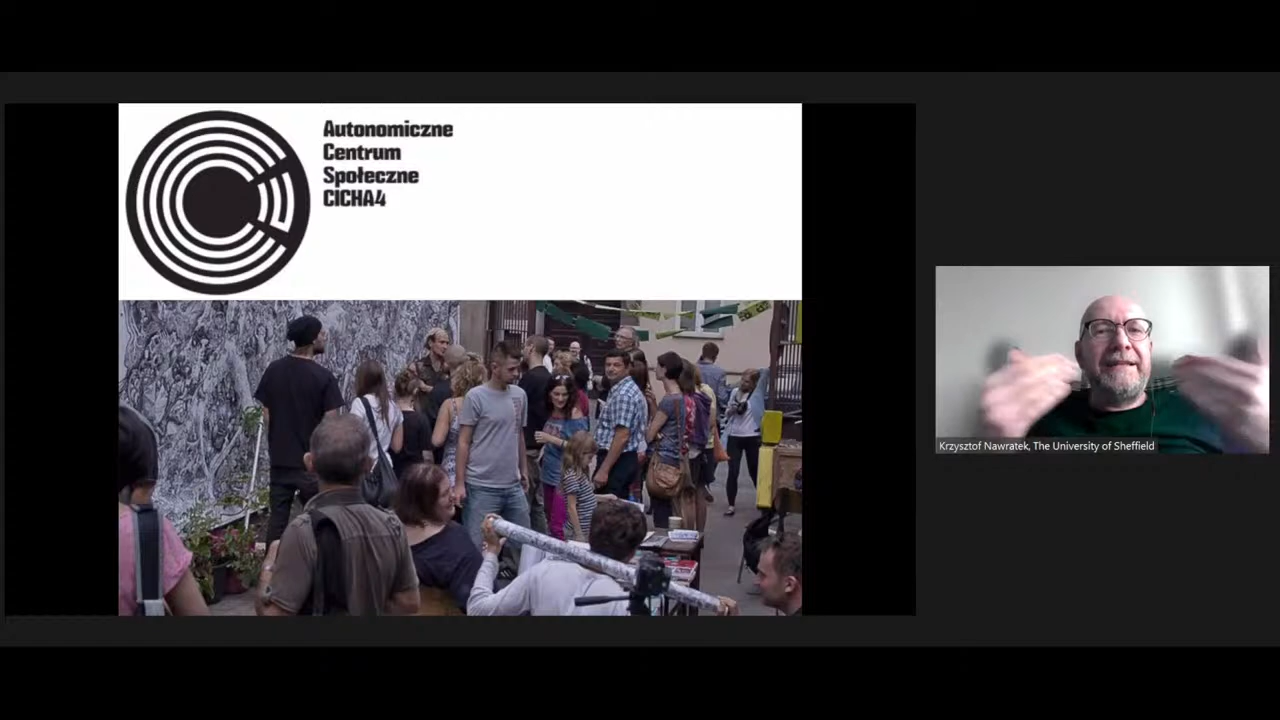 Autonomiczne
Centrum
Społeczne
CICHA4
Krzysztof Nawratek, The University of Sheffield